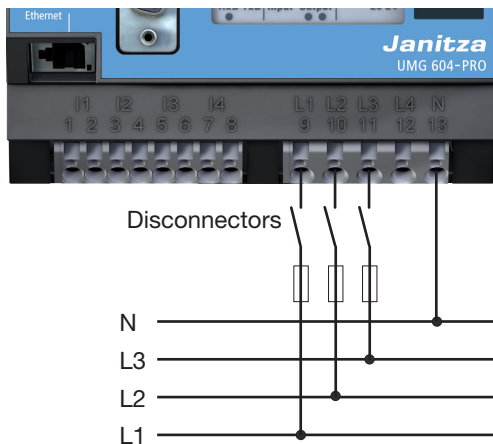 Ethernet
Janitza
UMG 604-PRO
I1 I2 I3 I4 L1 L2 L3 L4 N
1 2 3 4 5 6 7 8 9 10 11 12 13
Disconnectors
N
L3
L2
L1